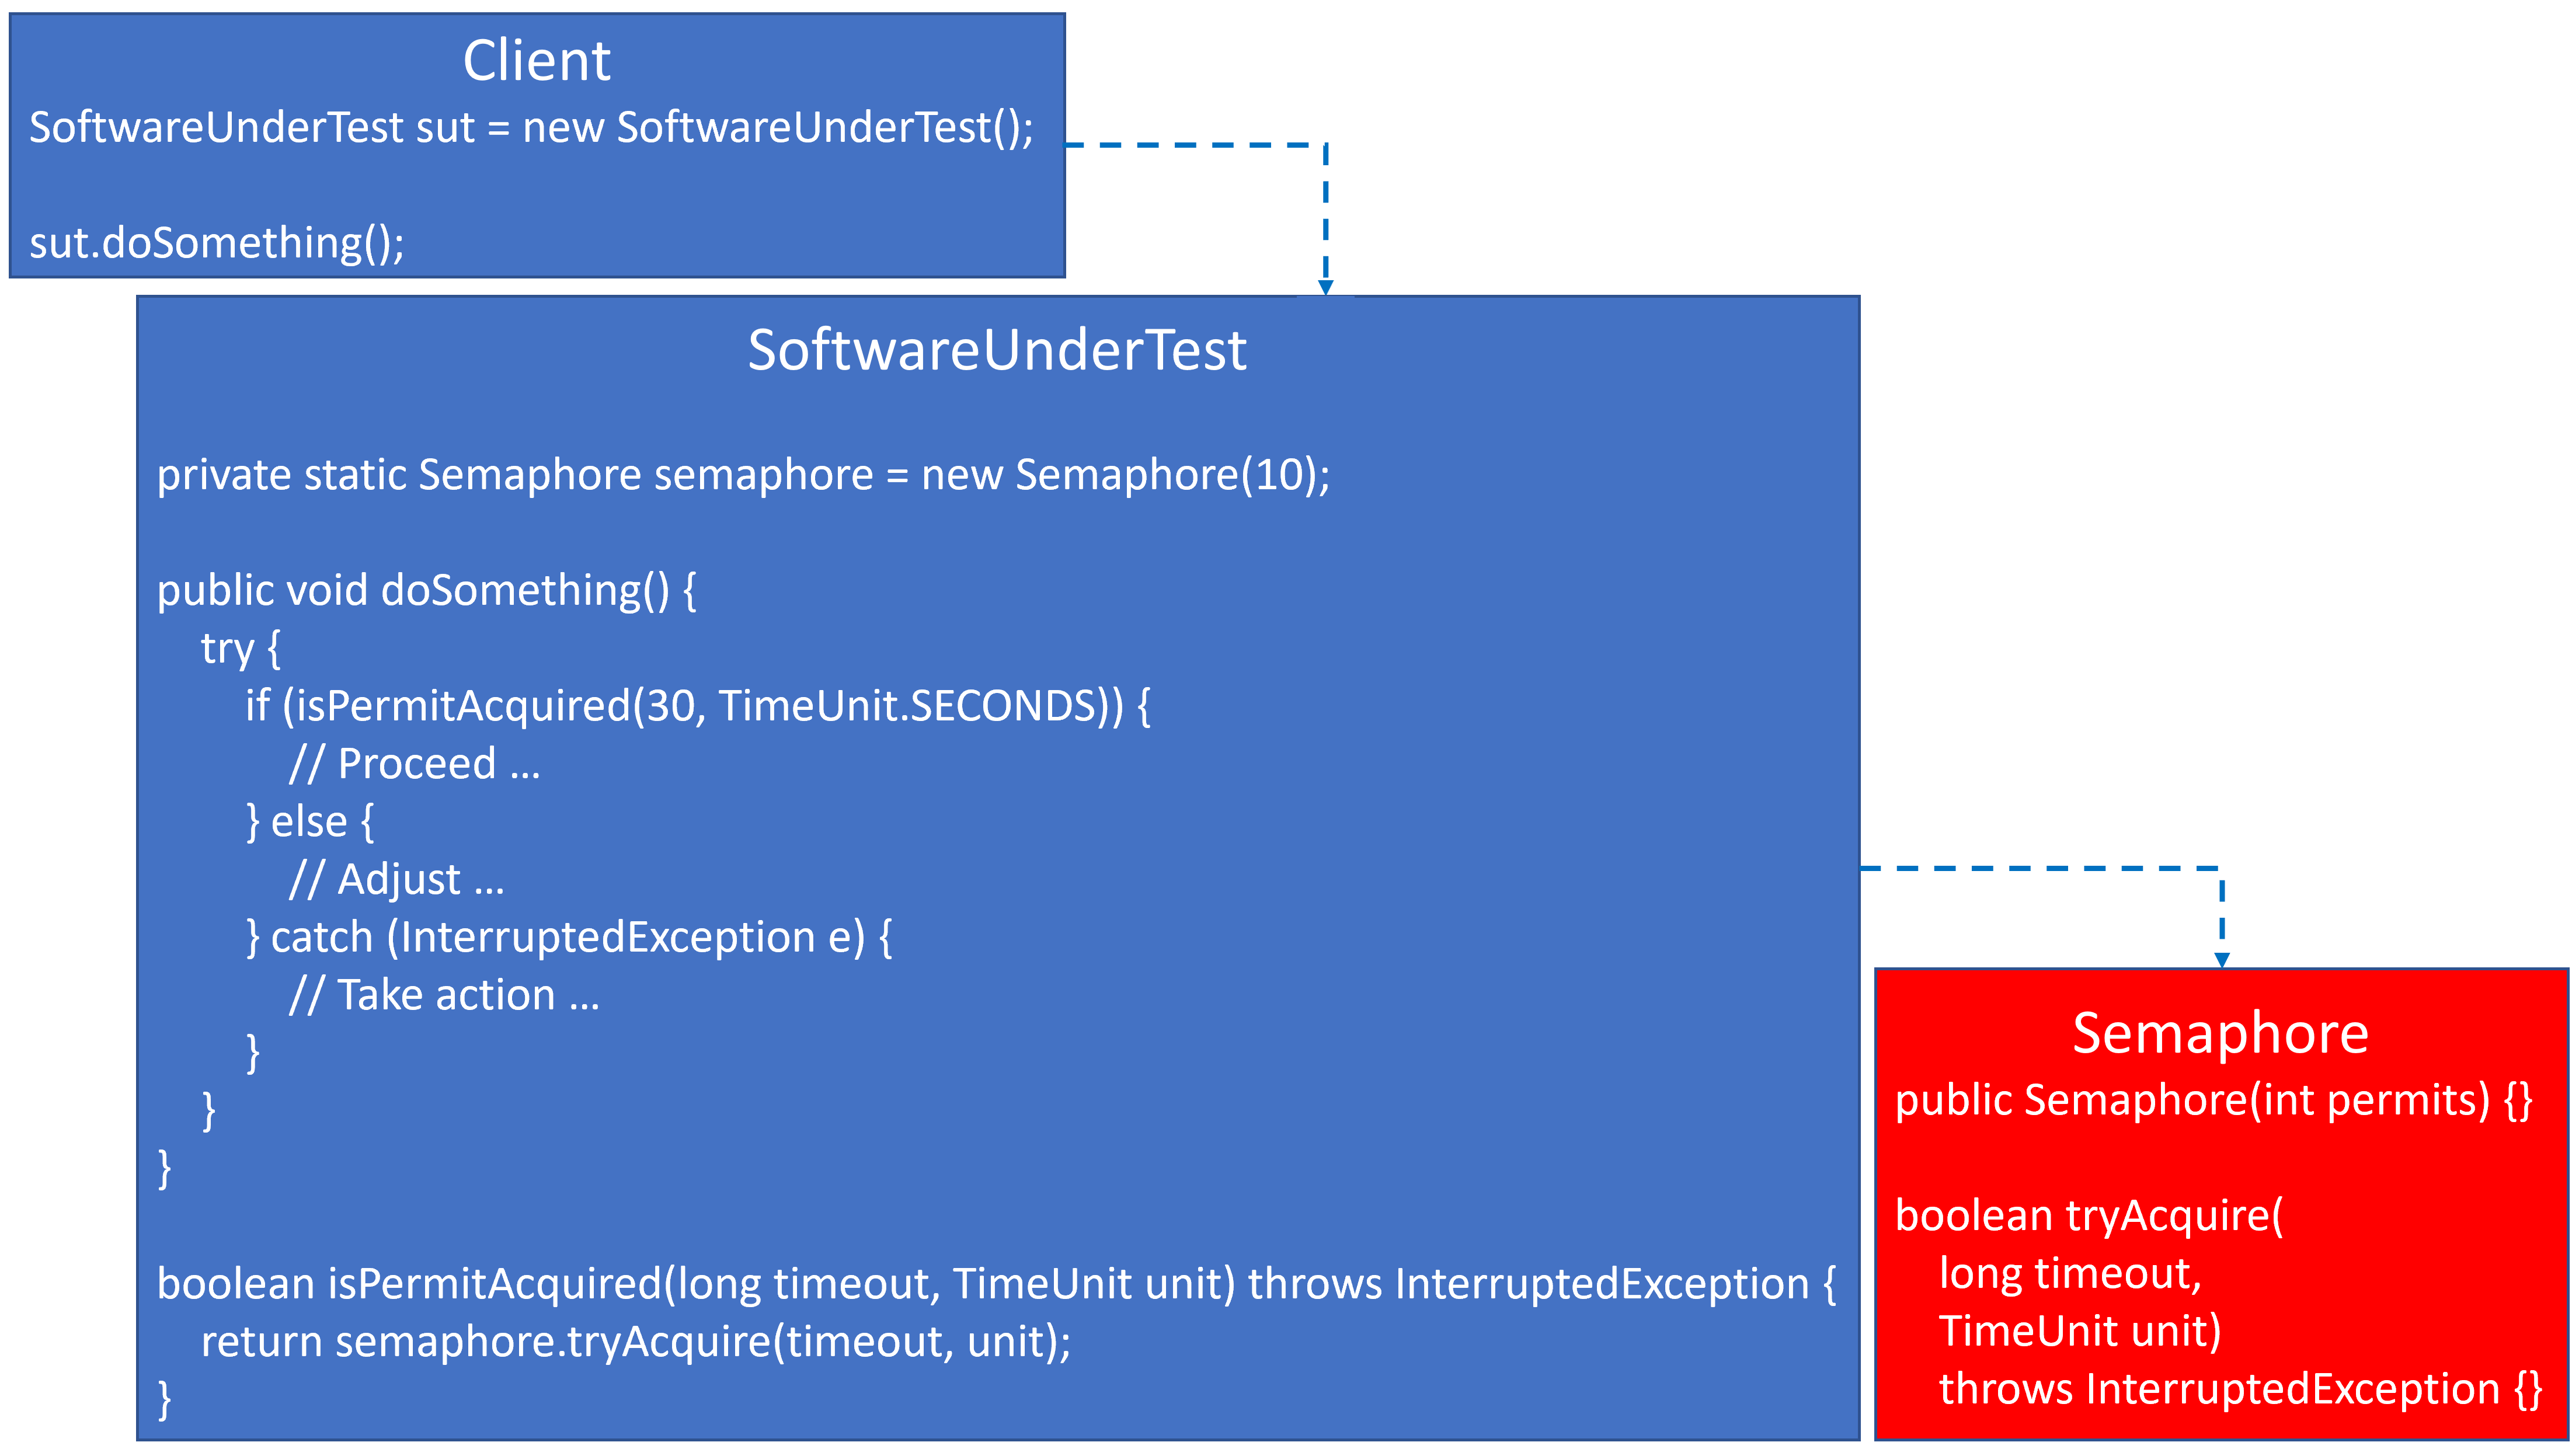 Client
SoftwareUnderTest sut = new SoftwareUnderTest();
sut.doSomething();
SoftwareUnderTest
private static Semaphore semaphore = new Semaphore(10);
public void doSomething() {
try {
if (isPermitAcquired(30, TimeUnit.SECONDS)) {
// Proceed …
} else {
// Adjust …
} catch (InterruptedException e) {
// Take action …
}
}
}
boolean isPermitAcquired(long timeout, TimeUnit unit) throws InterruptedException {
return semaphore.tryAcquire(timeout, unit);
}
Semaphore
public Semaphore(int permits) {}
boolean tryAcquire(
long timeout,
TimeUnit unit)
throws InterruptedException {}